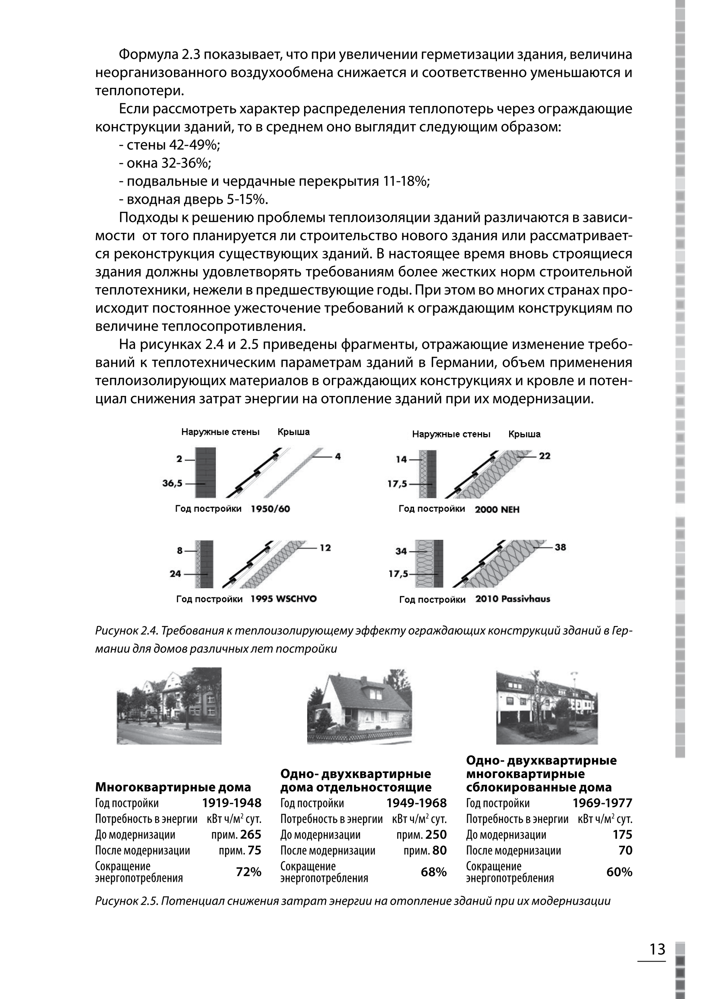 Формула 2.3 показывает, что при увеличении герметизации здания, величина
неорганизованного воздухообмена снижается и соответственно уменьшаются и
теплопотери.
Если рассмотреть характер распределения теплопотерь через ограждающие
конструкции зданий, то в среднем оно выглядит следующим образом:
- стены 42-49%;
- окна 32-36%;
- подвальные и чердачные перекрытия 11-18%;
- входная дверь 5-15%.
Подходы к решению проблемы теплоизоляции зданий различаются в зависи-
мости от того планируется ли строительство нового здания или рассматривает-
ся реконструкция существующих зданий. В настоящее время вновь строящиеся
здания должны удовлетворять требованиям более жестких норм строительной
теплотехники, нежели в предшествующие годы. При этом во многих странах про-
исходит постоянное ужесточение требований к ограждающим конструкциям по
величине теплосопротивления.
На рисунках 2.4 и 2.5 приведены фрагменты, отражающие изменение требо-
ваний к теплотехническим параметрам зданий в Германии, объем применения
теплоизолирующих материалов в ограждающих конструкциях и кровле и потен-
циал снижения затрат энергии на отопление зданий при их модернизации.
Наружные стены Крыша
2
4
36,5
Год постройки 1950/60
Наружные стены Крыша
14
22
17,5
Год постройки 2000 NEH
8
12
24
Год постройки 1995 WSCHVO
34
38
17,5
Год постройки 2010 Passivhaus
Рисунок 2.4. Требования к теплоизолирующему эффекту ограждающих конструкций зданий в Гер-
мании для домов различных лет постройки
Многоквартирные дома
Год постройки 1919-1948
Потребность в энергии кВт ч/м² сут.
До модернизации прим. 265
После модернизации прим. 75
Сокращение
энергопотребления 72%
Одно- двухквартирные
дома отдельностоящие
Год постройки 1949-1968
Потребность в энергии кВт ч/м² сут.
До модернизации прим. 250
После модернизации прим. 80
Сокращение
энергопотребления 68%
Одно- двухквартирные
многоквартирные
сблокированные дома
Год постройки 1969-1977
Потребность в энергии кВт ч/м² сут.
До модернизации 175
После модернизации 70
Сокращение
энергопотребления 60%
Рисунок 2.5. Потенциал снижения затрат энергии на отопление зданий при их модернизации
13